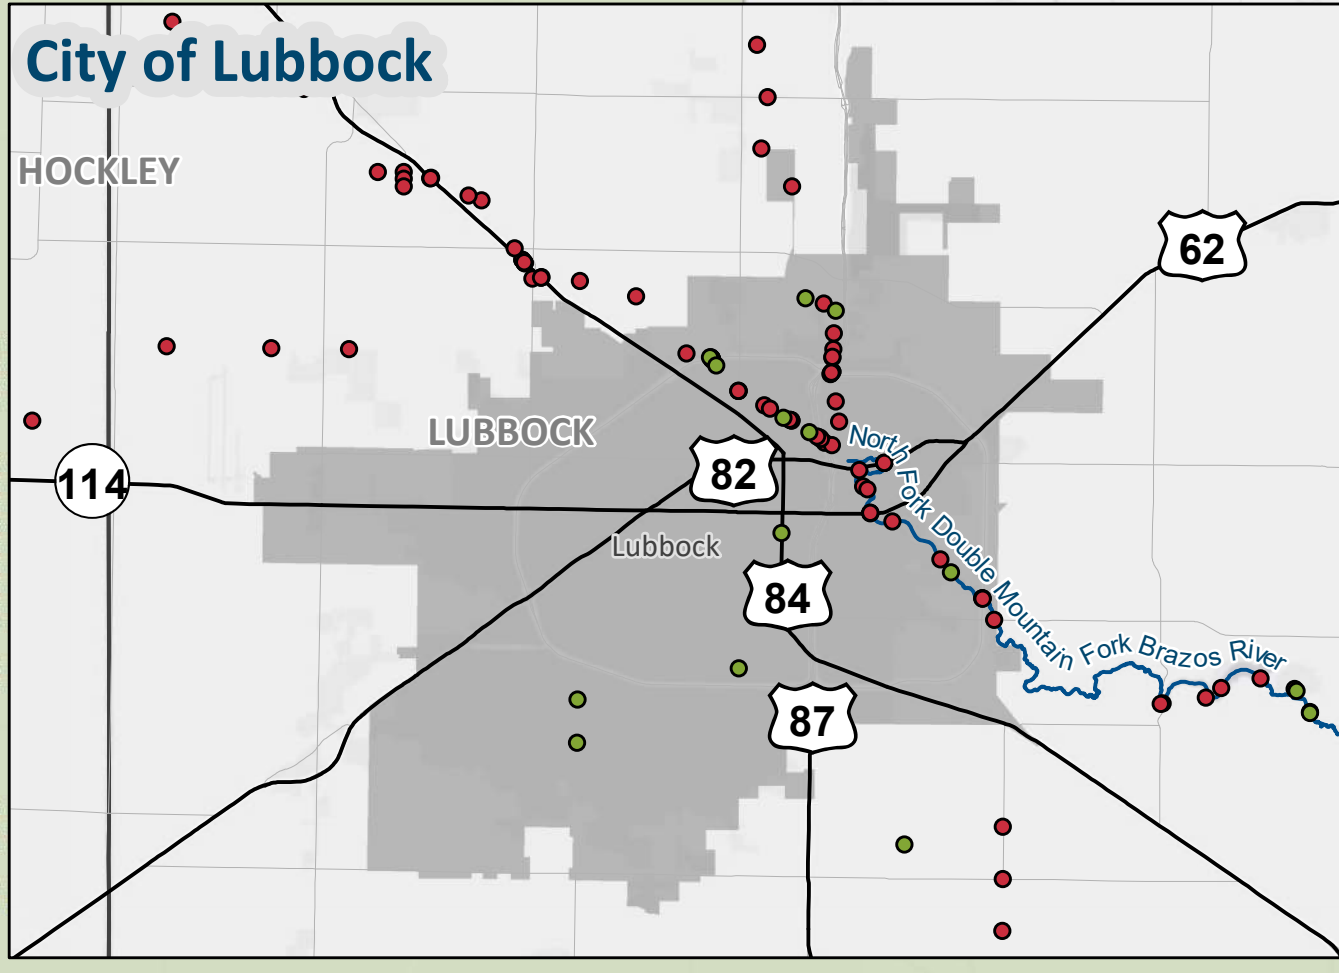 City of Lubbock
HOCKLEY
62
LUBBOCK
82
114
Lubbock
84
87
North Fork Double Mountain Fork Brazos River